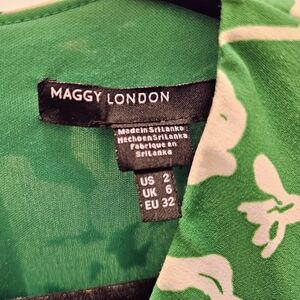 MAGGY LONDON
Made in Sri Lanka
Hecho en Sri Lanka
Fabrique en
Sri Lanka
US 2
UK 6
EU 32